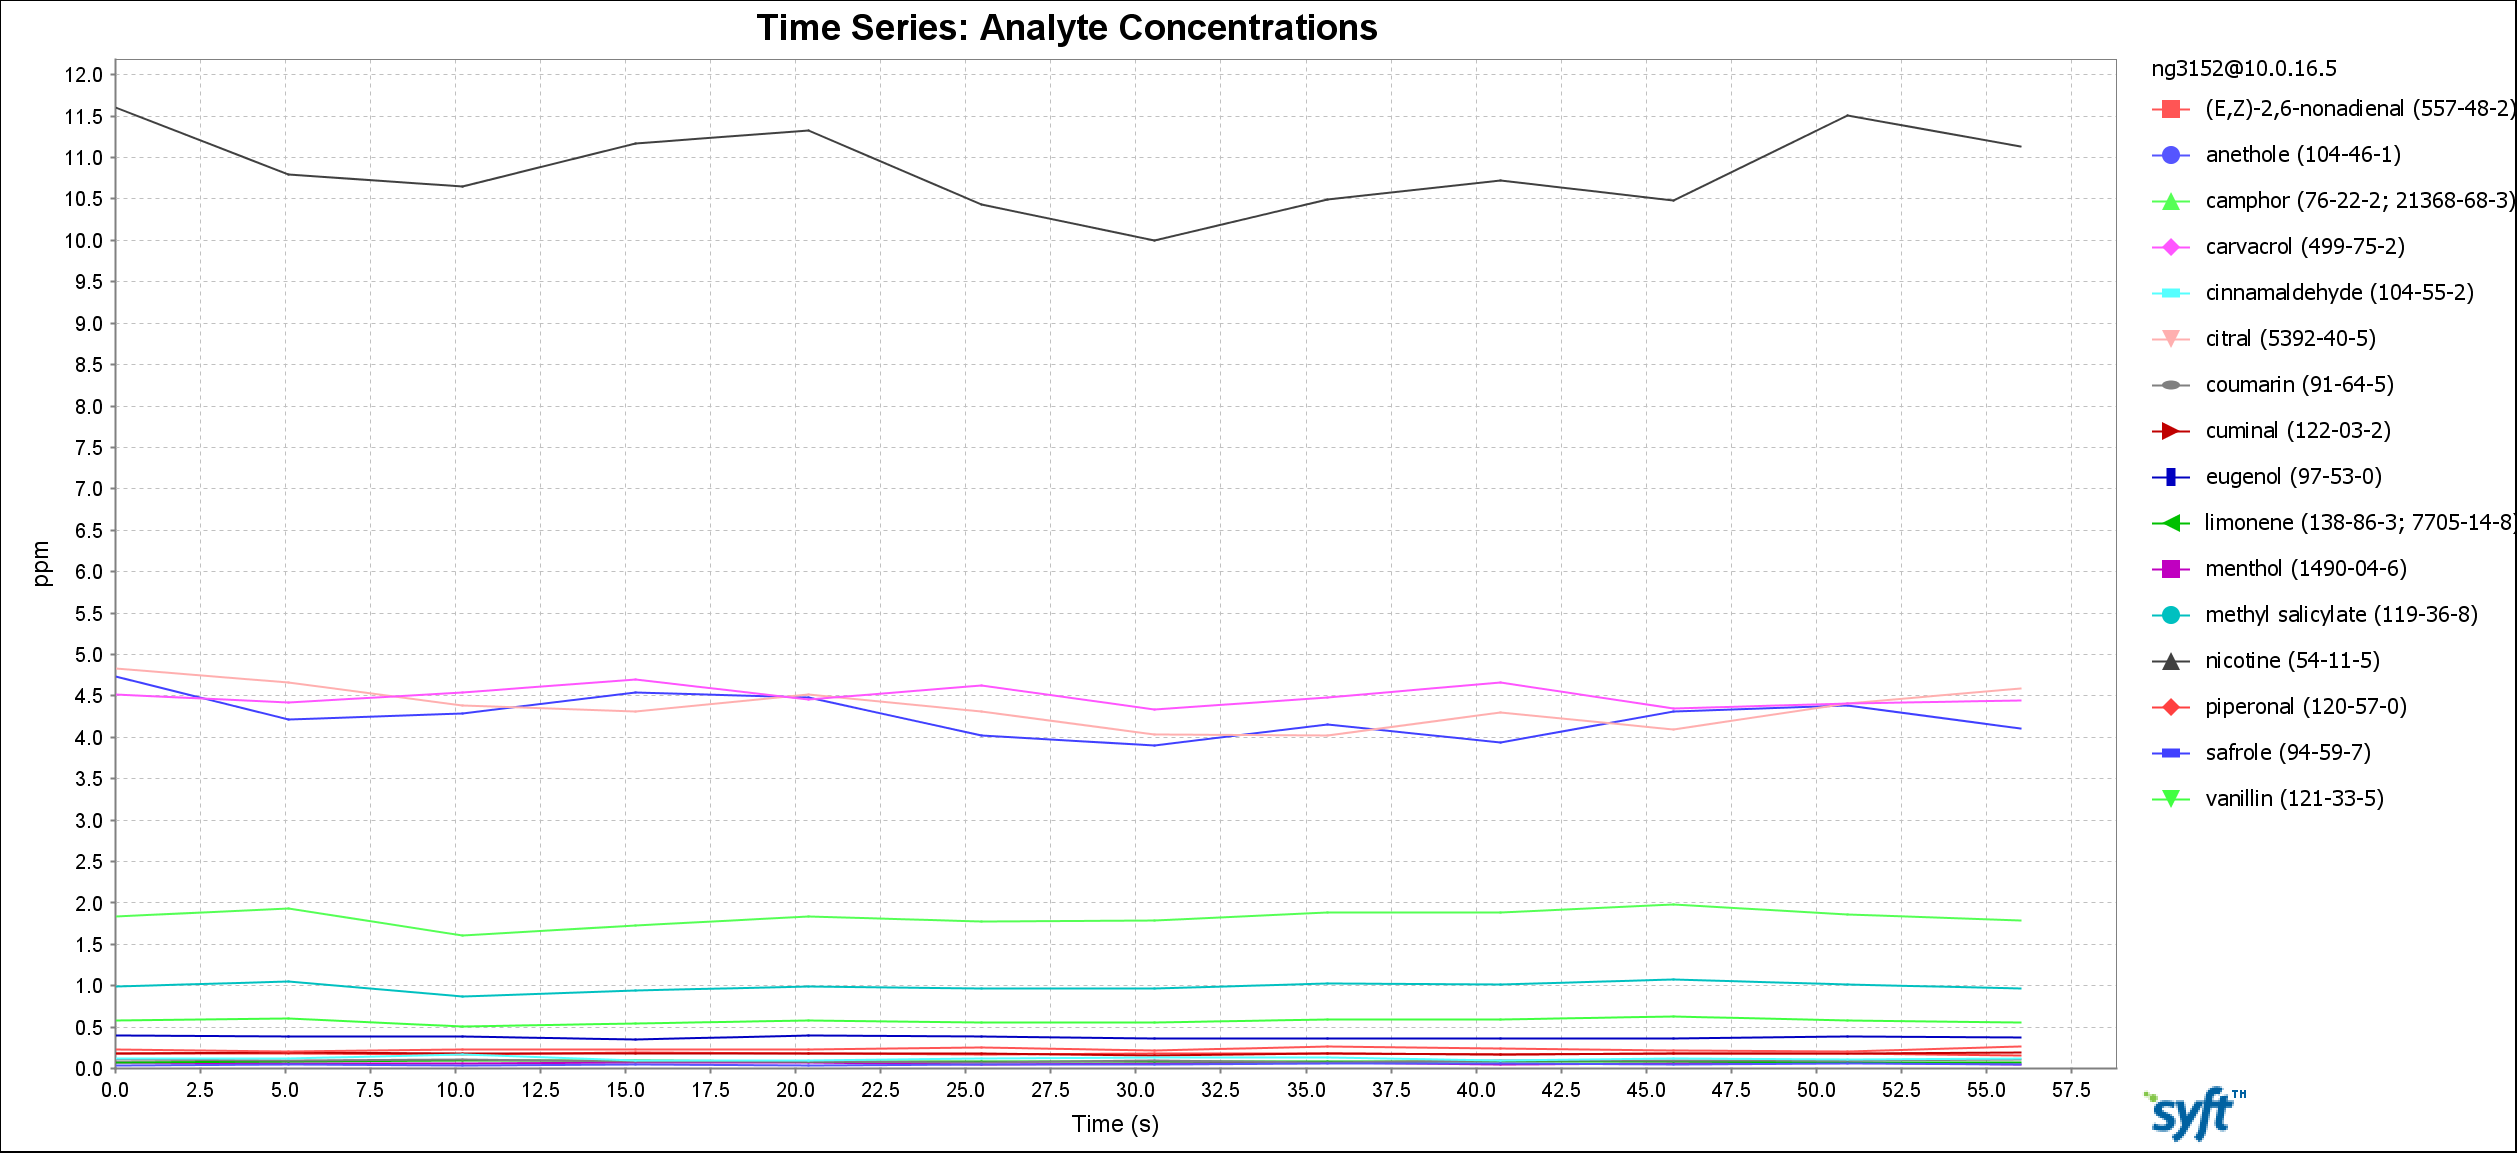 Time Series: Analyte Concentrations
12.0
11.5
11.0
10.5
10.0
9.5
9.0
8.5
8.0
7.5
7.0
6.5
6.0
5.5
5.0
4.5
4.0
3.5
3.0
2.5
2.0
1.5
1.0
0.5
0.0
ppm
0.0 2.5 5.0 7.5 10.0 12.5 15.0 17.5 20.0 22.5 25.0 27.5 30.0 32.5 35.0 37.5 40.0 42.5 45.0 47.5 50.0 52.5 55.0 57.5
Time (s)
ng3152@10.0.16.5
(E,Z)-2,6-nonadienal (557-48-2)
anethole (104-46-1)
camphor (76-22-2; 21368-68-3)
carvacrol (499-75-2)
cinnamaldehyde (104-55-2)
citral (5392-40-5)
coumarin (91-64-5)
cuminal (122-03-2)
eugenol (97-53-0)
limonene (138-86-3; 7705-14-8)
menthol (1490-04-6)
methyl salicylate (119-36-8)
nicotine (54-11-5)
piperonal (120-57-0)
safrole (94-59-7)
vanillin (121-33-5)
syft™